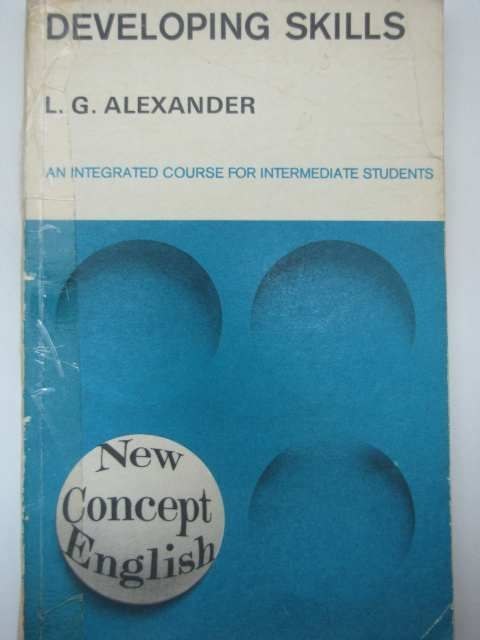 DEVELOPING SKILLS
L. G. ALEXANDER
AN INTEGRATED COURSE FOR INTERMEDIATE STUDENTS
New
Concept
English